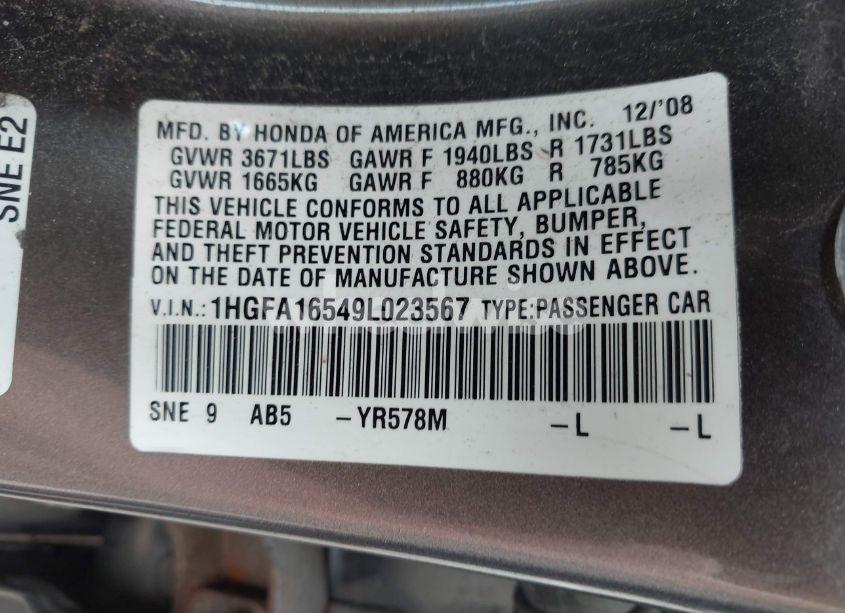 SNE E2
MFD. BY HONDA OF AMERICA MFG., INC. 12/'08
GVWR 3671LBS GAWR F 1940LBS R 1731LBS
GVWR 1665KG GAWR F 880KG R 785KG
THIS VEHICLE CONFORMS TO ALL APPLICABLE
FEDERAL MOTOR VEHICLE SAFETY, BUMPER,
AND THEFT PREVENTION STANDARDS IN EFFECT
ON THE DATE OF MANUFACTURE SHOWN ABOVE.
V.I.N.: 1HGFA16549L023567 TYPE:PASSENGER CAR
SNE 9 AB5 -YR578M -L -L